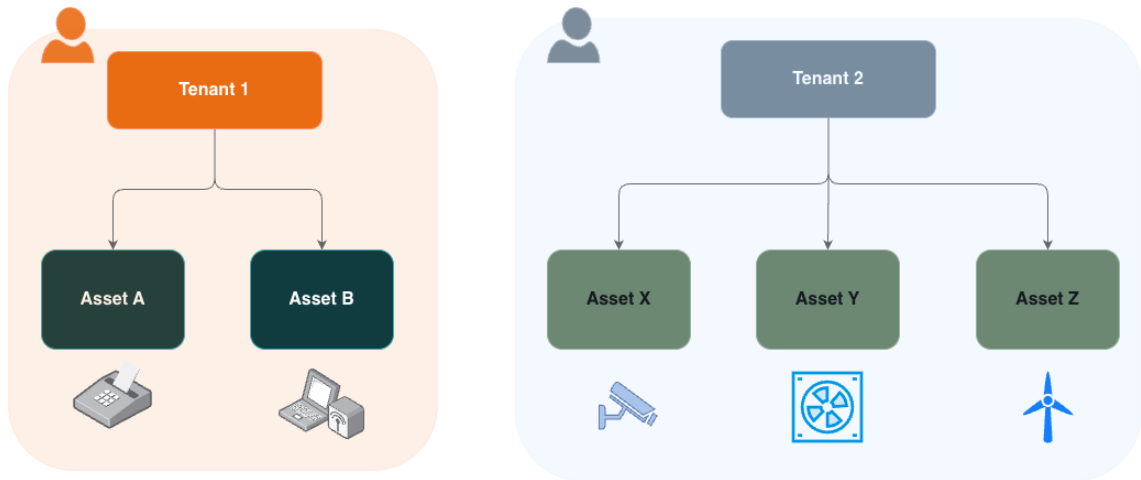 Tenant 1
Tenant 2
Asset A
Asset B
Asset X
Asset Y
Asset Z